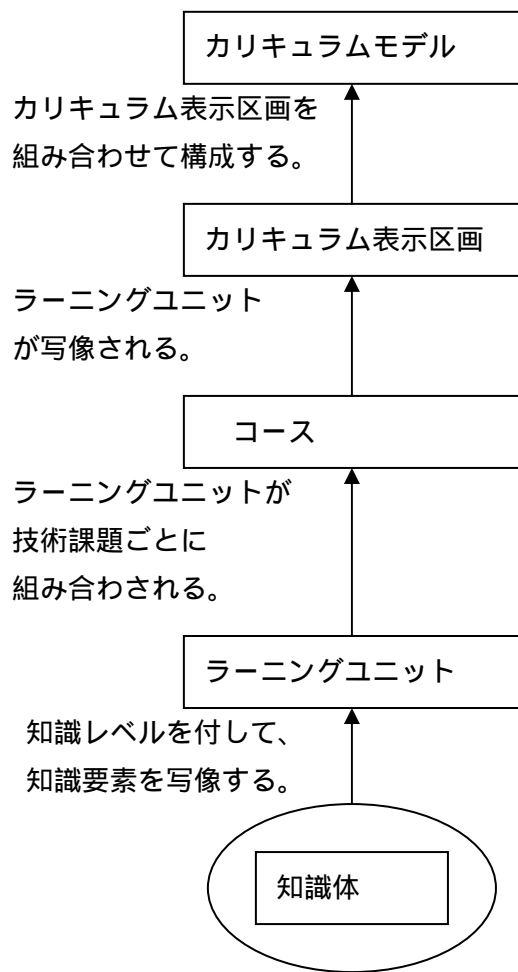 カリキュラムモデル
カリキュラム表示区画を
組み合わせて構成する。
カリキュラム表示区画
ラーニングユニット
が写像される。
コース
ラーニングユニットが
技術課題ごとに
組み合わされる。
ラーニングユニット
知識レベルを付して、
知識要素を写像する。
知識体